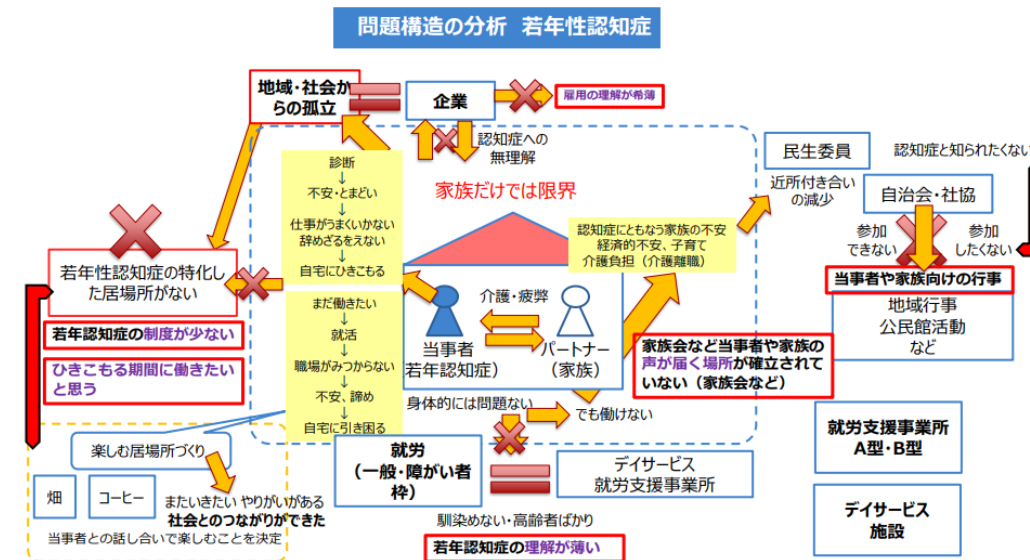 問題構造の分析 若年性認知症
地域・社会か
らの孤立
企業
雇用の理解が希薄
認知症への
無理解
診断
↓
不安・とまどい
↓
仕事がうまくいかない
辞めざるをえない
↓
自宅にひきこもる
家族だけでは限界
民生委員
認知症と知られたくない
近所付き合い
の減少
自治会・社協
参加
できない
参加
したくない
認知症にともなう家族の不安
経済的不安、子育て
介護負担（介護離職）
若年性認知症の特化し
た居場所がない
当事者や家族向けの行事
地域行事
公民館活動
など
まだ働きたい
↓
就活
↓
職場がみつからない
↓
不安、諦め
↓
自宅に引き困る
介護・疲弊
当事者
若年認知症）
パートナー
（家族）
若年認知症の制度が少ない
ひきこもる期間に働きたい
と思う
家族会など当事者や家族の
声が届く場所が確立されて
いない（家族会など）
身体的には問題ない
でも働けない
楽しむ居場所づくり
就労
（一般・障がい者
枠）
デイサービス
就労支援事業所
就労支援事業所
A型・B型
畑
コーヒー
またいきたい やりがいがある
社会とのつながりができた
当事者との話し合いで楽しむことを決定
馴染めない・高齢者ばかり
若年認知症の理解が薄い
デイサービス
施設